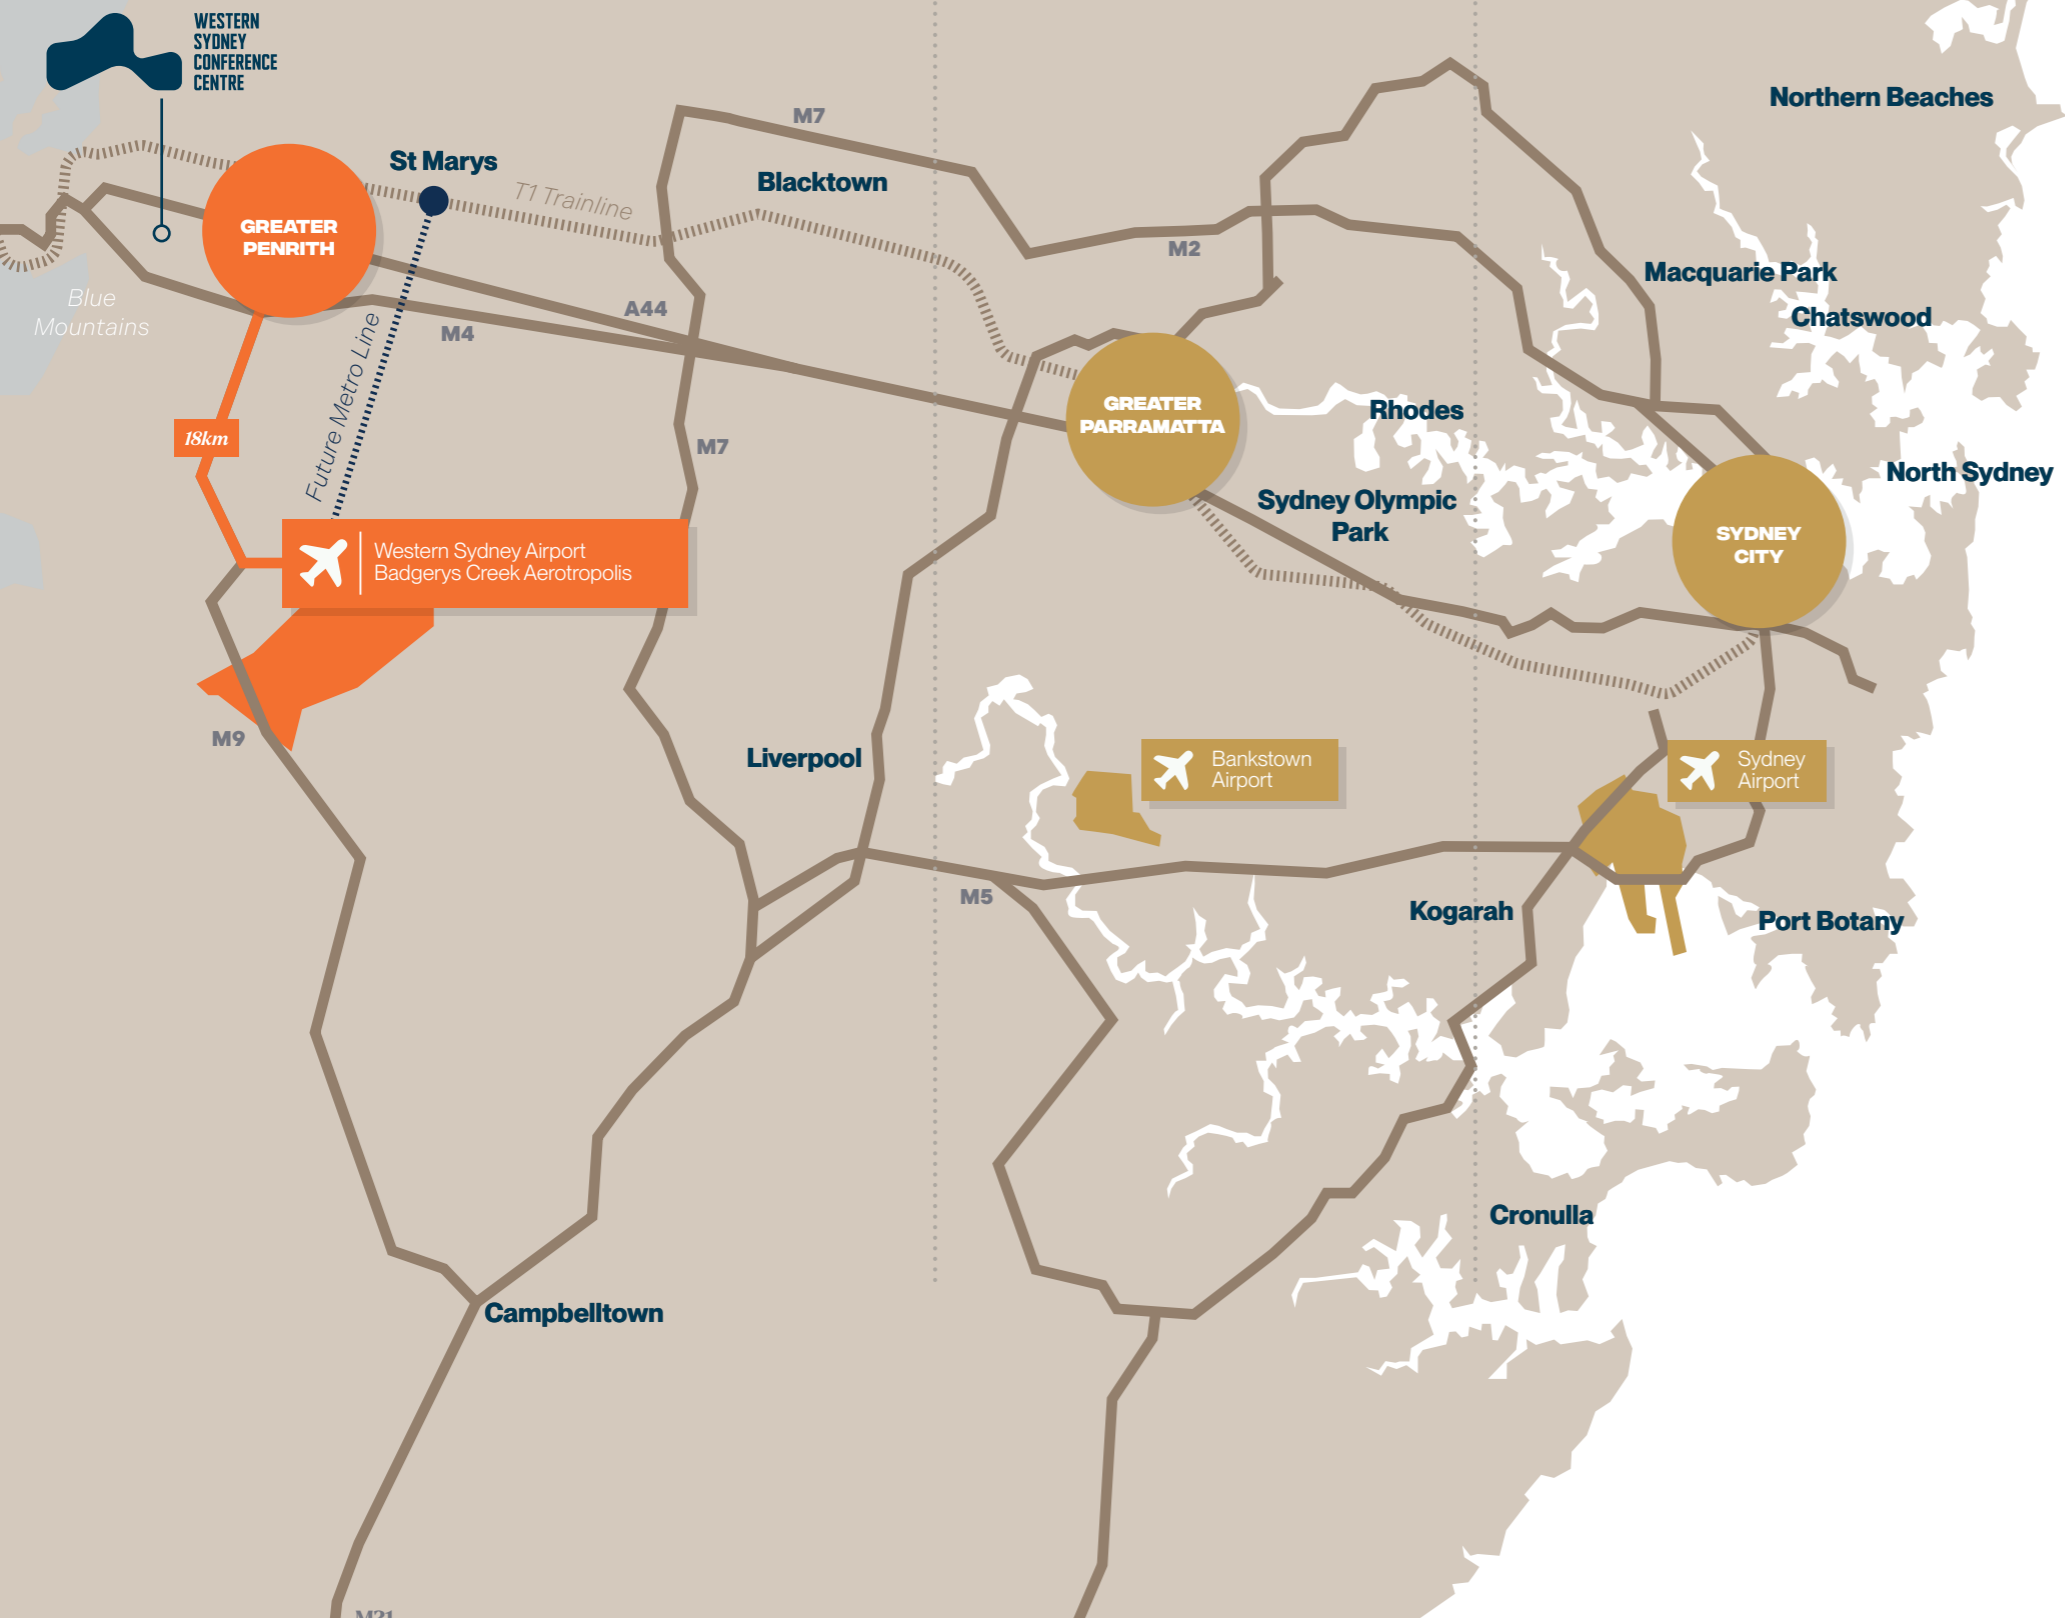 WESTERN
SYDNEY
CONFERENCE
CENTRE
Northern Beaches
M7
St Marys
T1 Trainline
Blacktown
GREATER
PENRITH
M2
Macquarie Park
Blue
Mountains
A44
M4
Chatswood
Future Metro Line
GREATER
PARRAMATTA
Rhodes
18km
M7
North Sydney
Sydney Olympic
Park
SYDNEY
CITY
Western Sydney Airport
Badgerys Creek Aerotropolis
M9
Liverpool
Bankstown
Airport
Sydney
Airport
M5
Kogarah
Port Botany
Cronulla
Campbelltown
M31